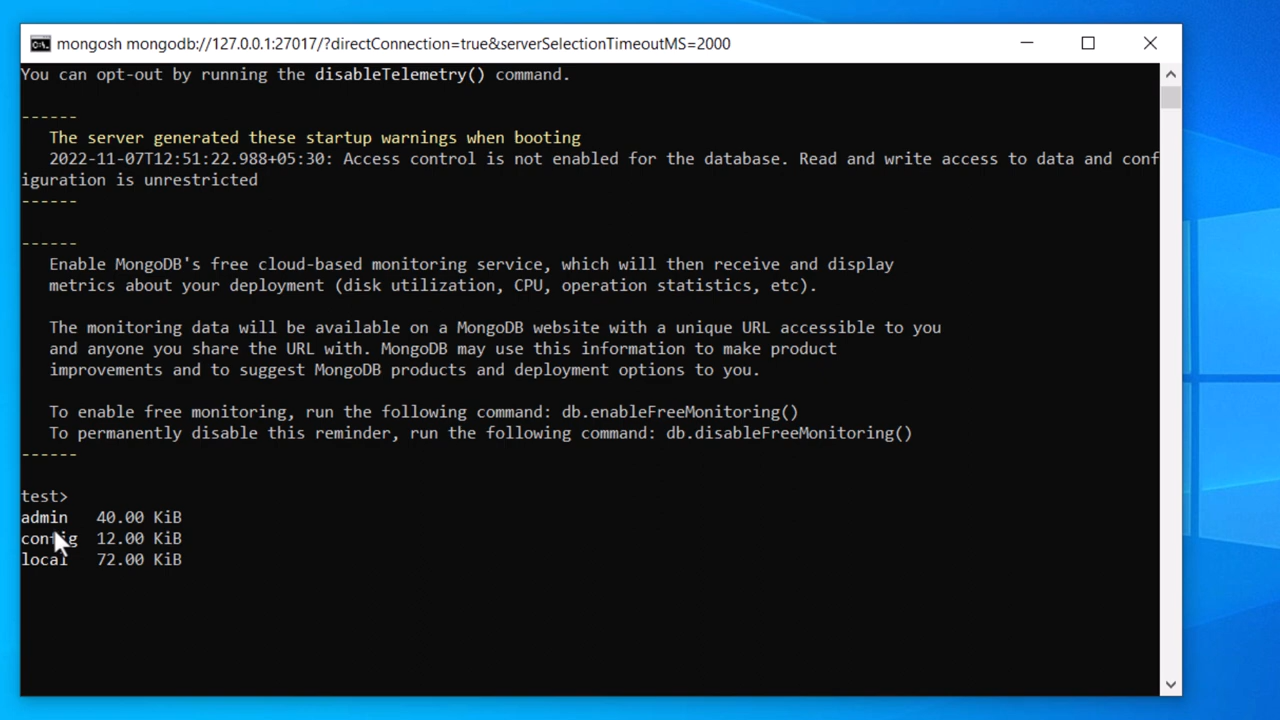 mongosh mongodb://127.0.0.1:27017/?directConnection=true&serverSelectionTimeoutMS=2000
You can opt-out by running the disableTelemetry() command.
------
The server generated these startup warnings when booting
2022-11-07T12:51:22.988+05:30: Access control is not enabled for the database. Read and write access to data and conf
iguration is unrestricted
------
------
Enable MongoDB's free cloud-based monitoring service, which will then receive and display
metrics about your deployment (disk utilization, CPU, operation statistics, etc).
The monitoring data will be available on a MongoDB website with a unique URL accessible to you
and anyone you share the URL with. MongoDB may use this information to make product
improvements and to suggest MongoDB products and deployment options to you.
To enable free monitoring, run the following command: db.enableFreeMonitoring()
To permanently disable this reminder, run the following command: db.disableFreeMonitoring()
------
test>
admin 40.00 KiB
config 12.00 KiB
local 72.00 KiB